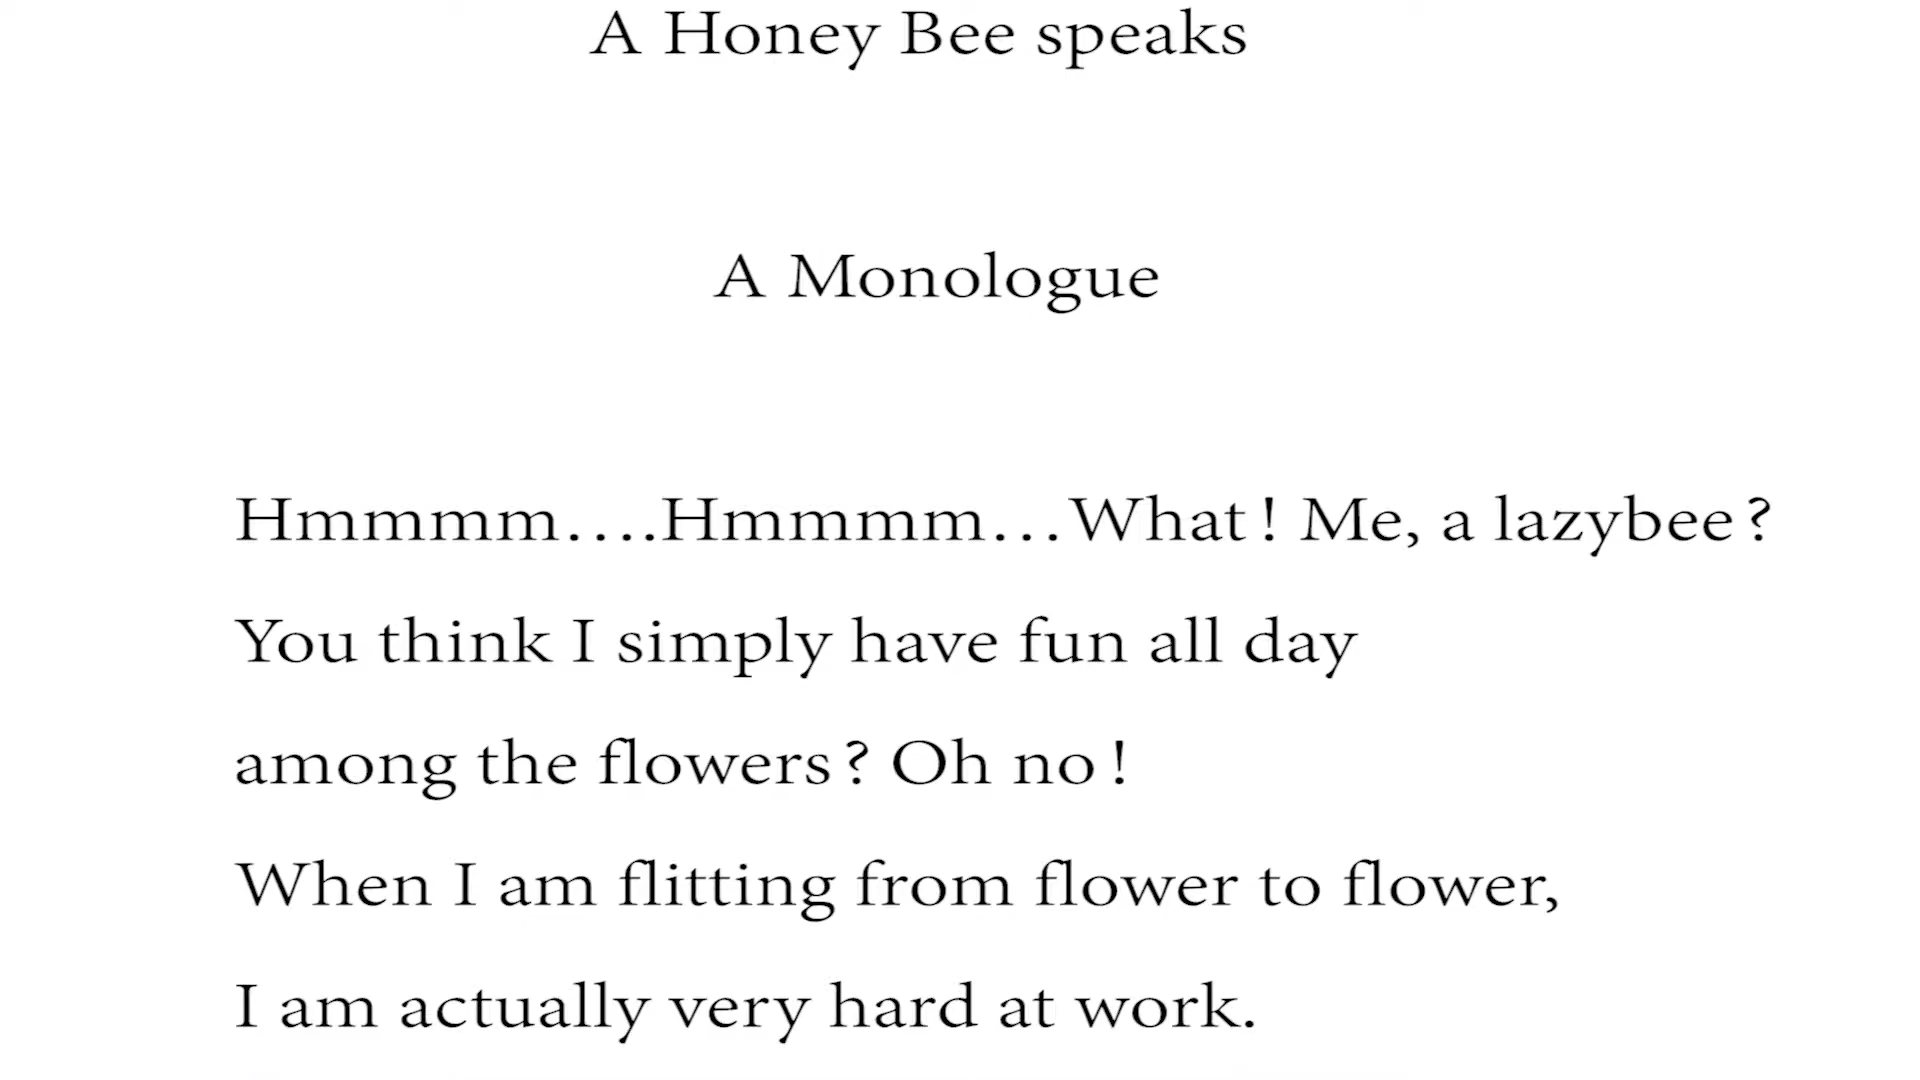 A Honey Bee speaks
A Monologue
Hmmmm....Hmmmm...What! Me, a lazybee?
You think I simply have fun all day
among the flowers? Oh no!
When I am flitting from flower to flower,
I am actually very hard at work.